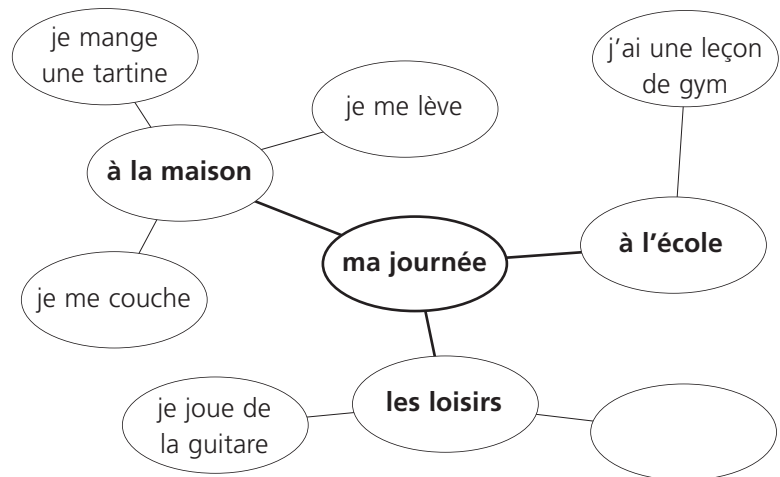 je mange
une tartine
j'ai une leçon
de gym
je me lève
à la maison
à l'école
ma journée
je me couche
les loisirs
je joue de
la guitare